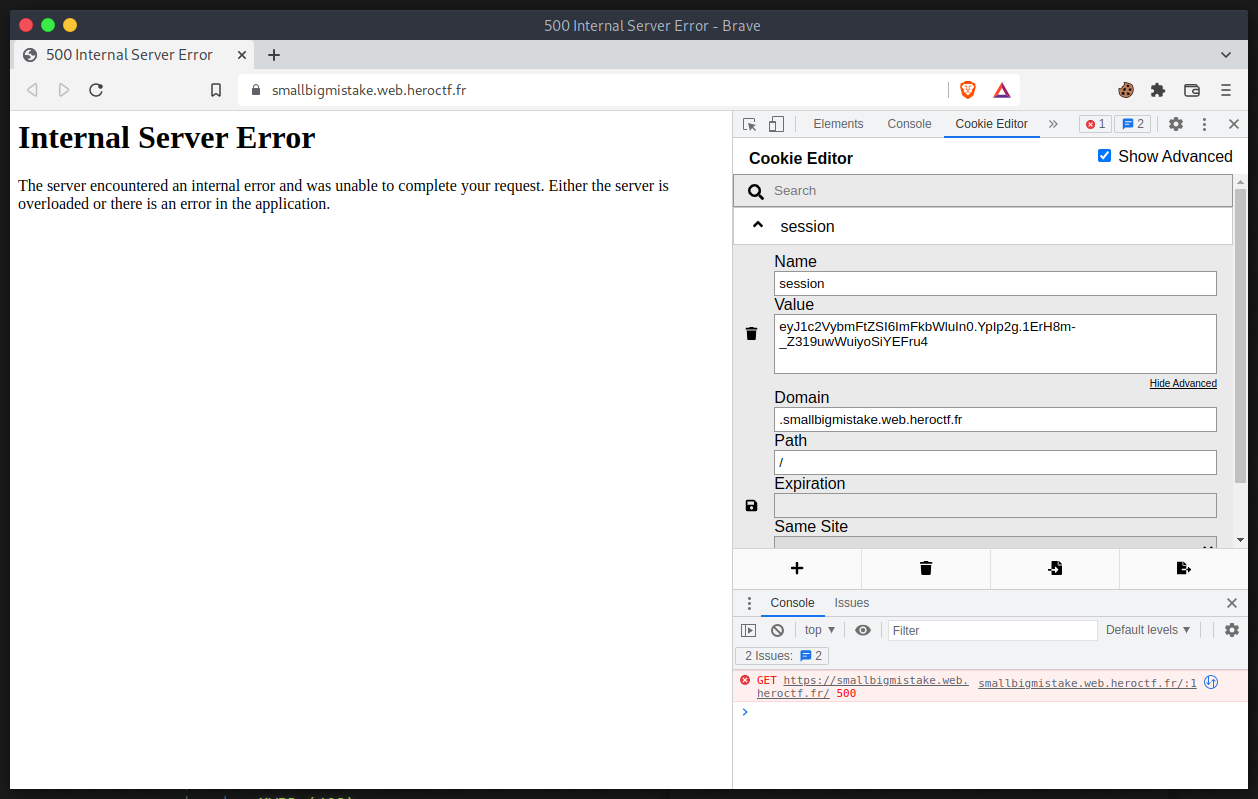 500 Internal Server Error - Brave
500 Internal Server Error
smallbigmistake.web.heroctf.fr
Internal Server Error
The server encountered an internal error and was unable to complete your request. Either the server is
overloaded or there is an error in the application.
Elements Console Cookie Editor » 1 2
Cookie Editor Show Advanced
Search
session
Name
session
Value
eyJ1c2VybmFtZSI6ImFkbWluIn0.YpIp2g.1ErH8m-
_Z319uwWuiyoSiYEFru4
Hide Advanced
Domain
.smallbigmistake.web.heroctf.fr
Path
/
Expiration
Same Site
Console Issues
top Filter Default levels
2 Issues: 2
GET https://smallbigmistake.web. smallbigmistake.web.heroctf.fr/:1
heroctf.fr/ 500